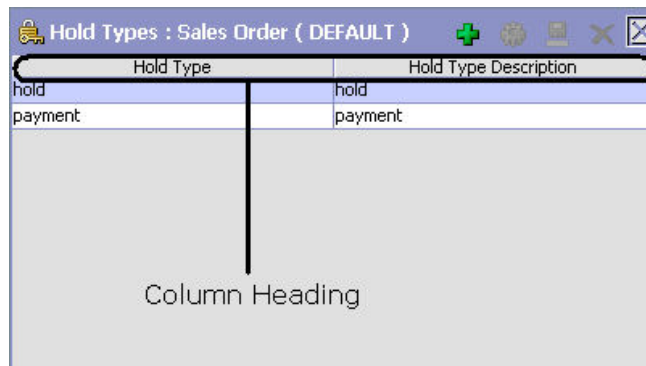 Hold Types : Sales Order ( DEFAULT )
Hold Type Hold Type Description
hold hold
payment payment
Column Heading